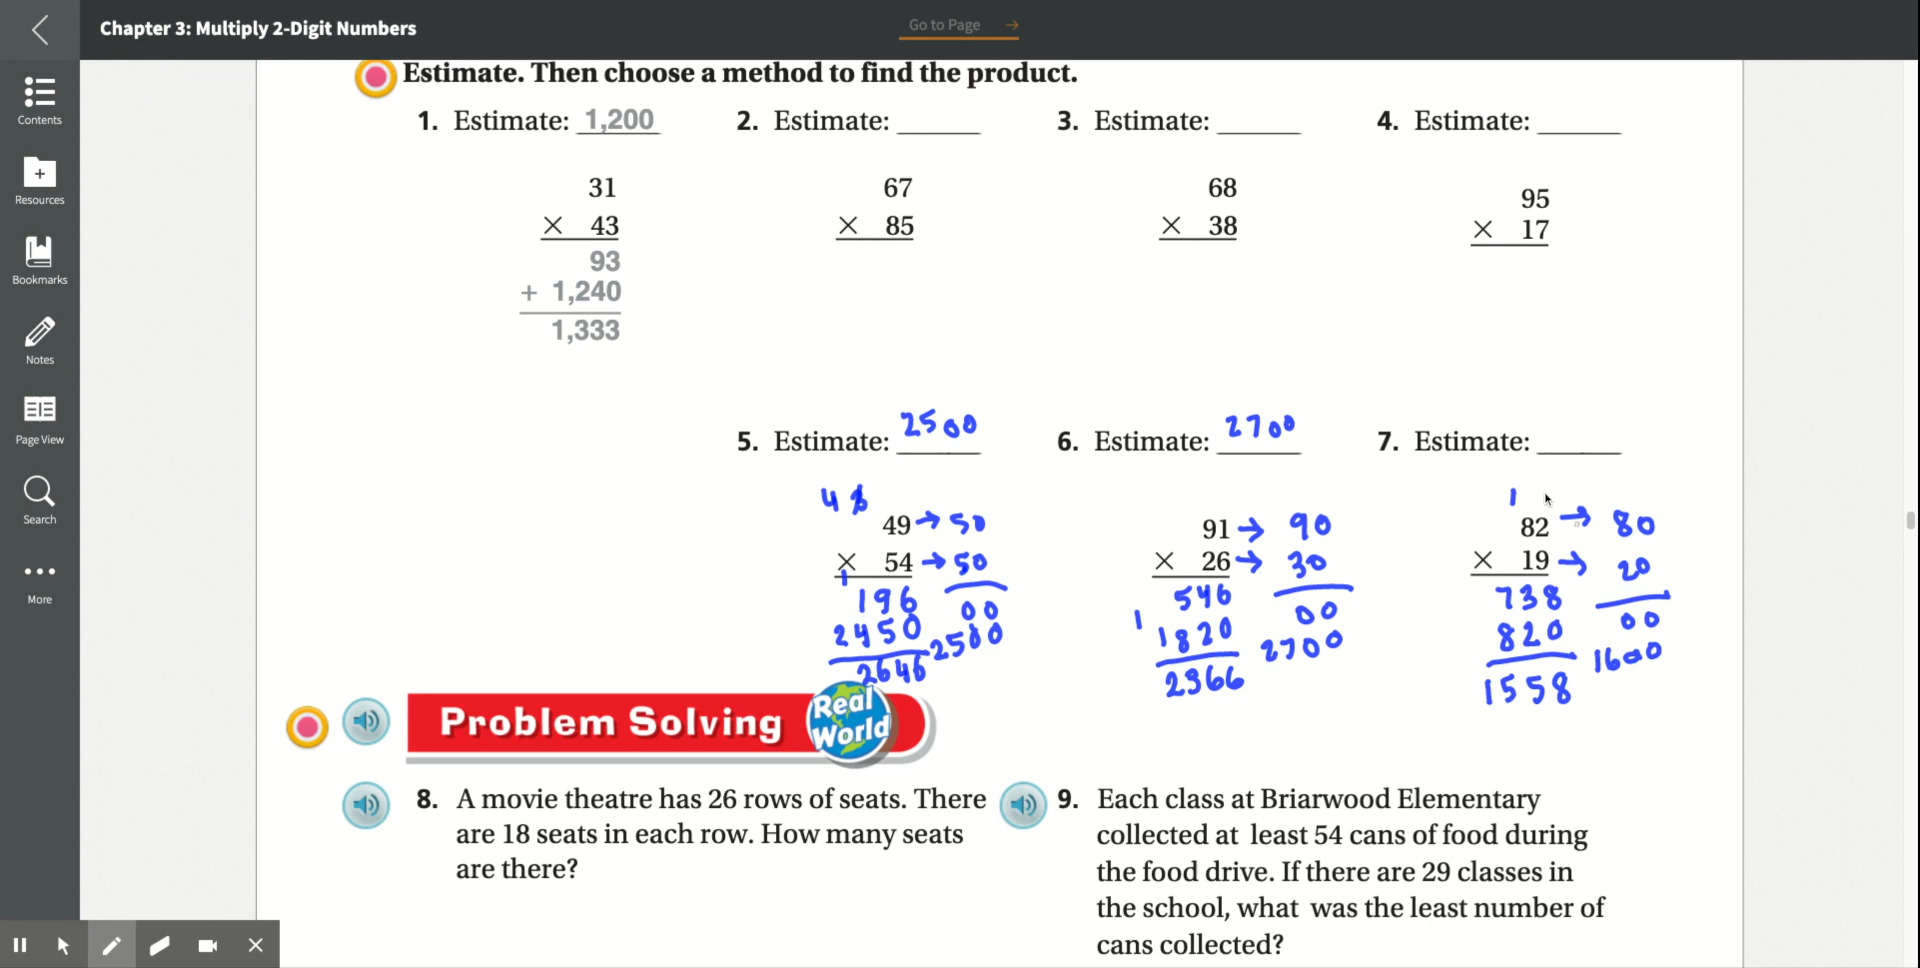 Chapter 3: Multiply 2-Digit Numbers
Go to Page →
Contents
Resources
Bookmarks
Notes
Page View
Search
More
Estimate. Then choose a method to find the product.
1. Estimate: 1,200
31
× 43
93
+ 1,240
1,333
2. Estimate:
67
× 85
3. Estimate:
68
× 38
4. Estimate:
95
× 17
5. Estimate: 2500
4
49 → 50
× 54 → 50
1
196
2450
2646
00
2500
6. Estimate: 2700
91 → 90
× 26 → 30
546
1
1820
2366
00
2700
7. Estimate:
1
82 → 80
× 19 → 20
738
820
1558
00
1600
Problem Solving
Real
World
8. A movie theatre has 26 rows of seats. There
are 18 seats in each row. How many seats
are there?
9. Each class at Briarwood Elementary
collected at least 54 cans of food during
the food drive. If there are 29 classes in
the school, what was the least number of
cans collected?